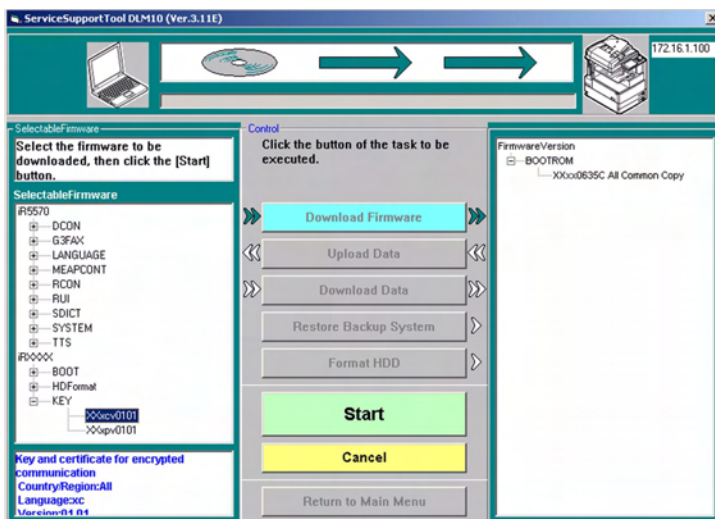 ServiceSupportTool DLM10 (Ver.3.11E)
172.16.1.100
SelectableFirmware
Select the firmware to be
downloaded, then click the [Start]
button.
SelectableFirmware
iR5570
DCON
G3FAX
LANGUAGE
MEAPCONT
RCON
RUI
SDICT
SYSTEM
TTS
iRXXXX
BOOT
HDFormat
KEY
XXxcv0101
XXxpv0101
Key and certificate for encrypted
communication
Country/Region:All
Language:xc
Version:01.01
Control
Click the button of the task to be
executed.
Download Firmware
Upload Data
Download Data
Restore Backup System
Format HDD
Start
Cancel
Return to Main Menu
FirmwareVersion
BOOTROM
XXxx0635C All Common Copy